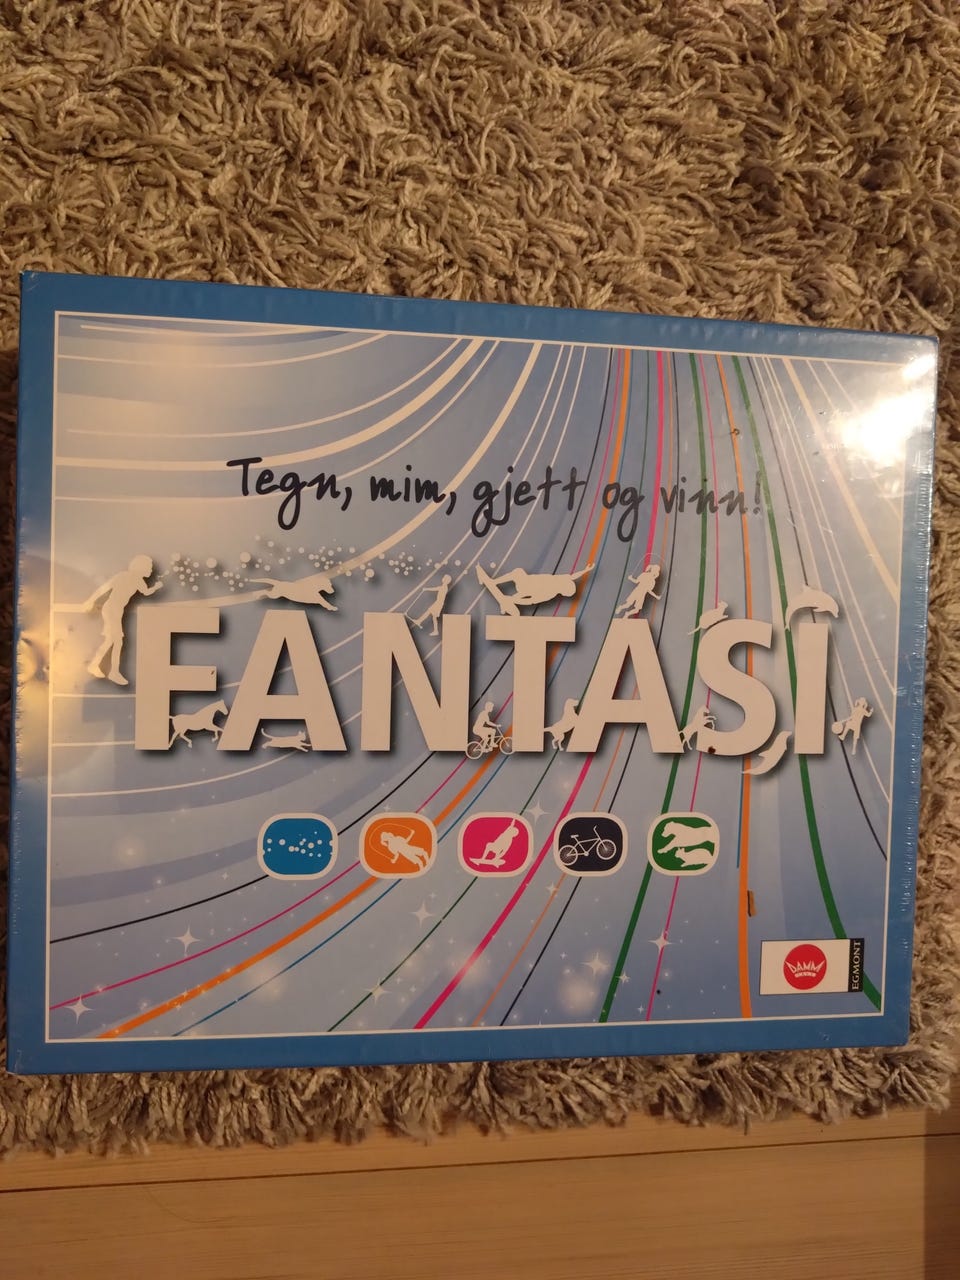 Tegn, mim, gjett og vinn!
FANTASI
DAMM
EGMONT